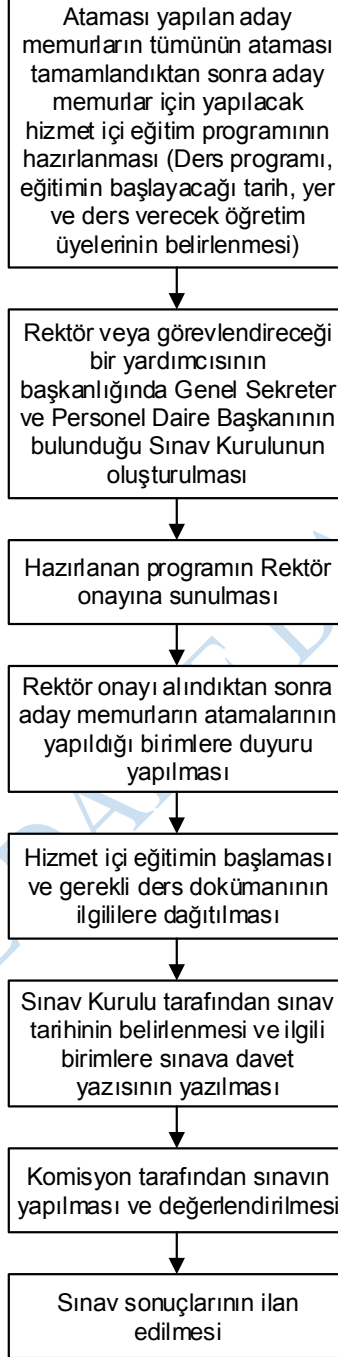 Ataması yapılan aday
memurların tümünün ataması
tamamlandıktan sonra aday
memurlar için yapılacak
hizmet içi eğitim programının
hazırlanması (Ders programı,
eğitimin başlayacağı tarih, yer
ve ders verecek öğretim
üyelerinin belirlenmesi)
Rektör veya görevlendireceği
bir yardımcısının
başkanlığında Genel Sekreter
ve Personel Daire Başkanının
bulunduğu Sınav Kurulunun
oluşturulması
Hazırlanan programın Rektör
onayına sunulması
Rektör onayı alındıktan sonra
aday memurların atamalarının
yapıldığı birimlere duyuru
yapılması
Hizmet içi eğitimin başlaması
ve gerekli ders dokümanının
ilgililere dağıtılması
Sınav Kurulu tarafından sınav
tarihinin belirlenmesi ve ilgili
birimlere sınava davet
yazısının yazılması
Komisyon tarafından sınavın
yapılması ve değerlendirilmesi
Sınav sonuçlarının ilan
edilmesi